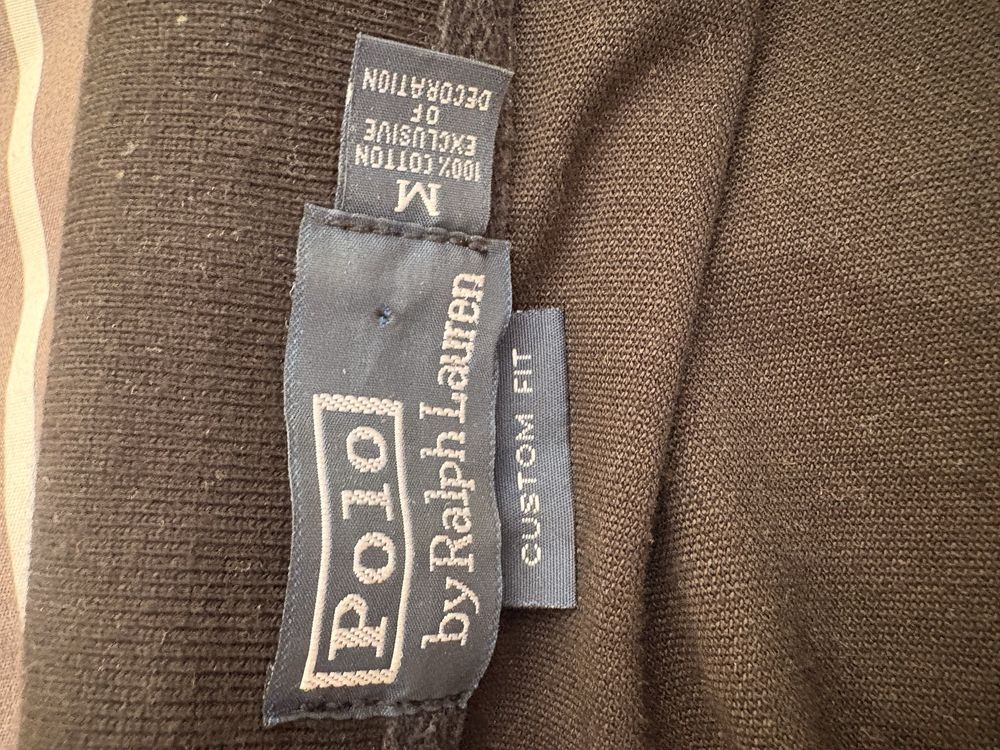 Polo
by Ralph Lauren
CUSTOM FIT
M
100% COTTON
EXCLUSIVE
OF
DECORATION